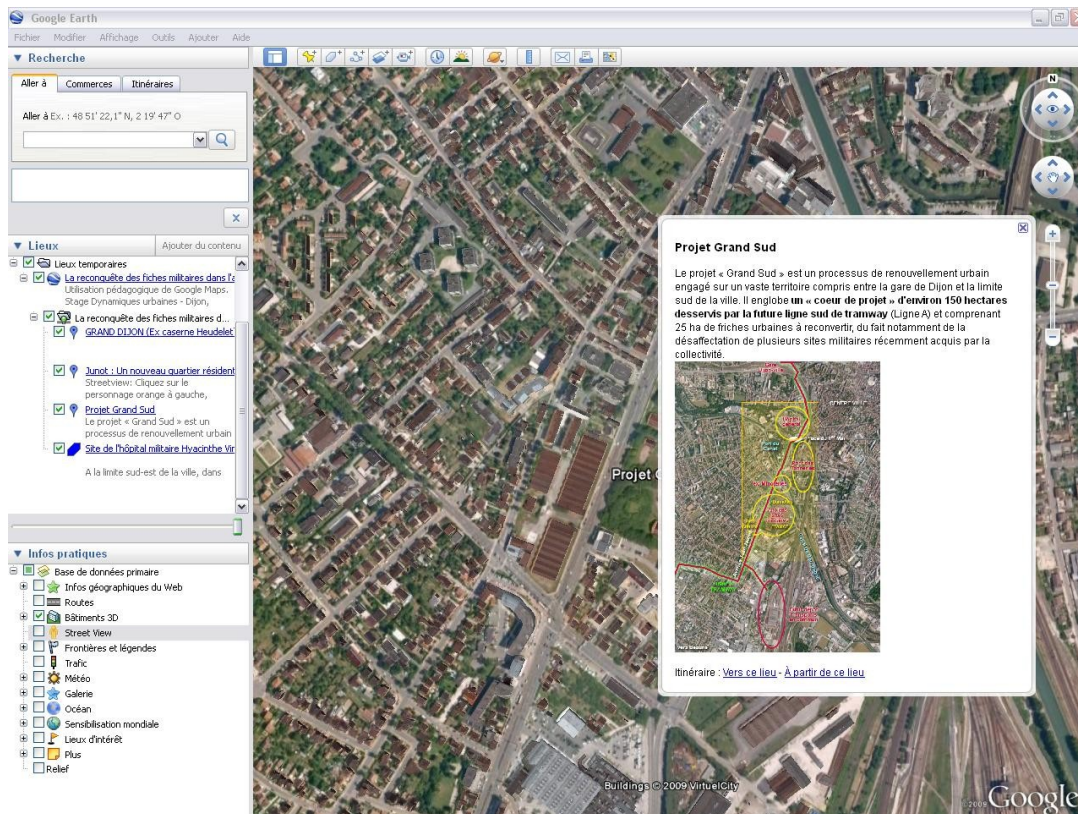 Google Earth
Fichier Modifier Affichage Outils Ajouter Aide
Recherche
Aller à Commerces Itinéraires
Aller à Ex. : 48 51' 22,1" N, 2 19' 47" O
Lieux Ajouter du contenu
Lieux temporaires
La reconquête des fiches militaires dans l'a
Utilisation pédagogique de Google Maps.
Stage Dynamiques urbaines - Dijon,
La reconquête des fiches militaires d...
GRAND DIJON (Ex caserne Heudelet
Junot : Un nouveau quartier résident
Streetview: Cliquez sur le
personnage orange à gauche,
Projet Grand Sud
Le projet « Grand Sud » est un
processus de renouvellement urbain
Site de l'hôpital militaire Hyacinthe Vin
A la limite sud-est de la ville, dans
Infos pratiques
Base de données primaire
Infos géographiques du Web
Routes
Bâtiments 3D
Street View
Frontières et légendes
Trafic
Météo
Galerie
Océan
Sensibilisation mondiale
Lieux d'intérêt
Plus
Relief
N
Projet
Projet Grand Sud
Le projet « Grand Sud » est un processus de renouvellement urbain
engagé sur un vaste territoire compris entre la gare de Dijon et la limite
sud de la ville. Il englobe un « coeur de projet » d'environ 150 hectares
desservis par la future ligne sud de tramway (Ligne A) et comprenant
25 ha de friches urbaines à reconvertir, du fait notamment de la
désaffectation de plusieurs sites militaires récemment acquis par la
collectivité.
Itinéraire : Vers ce lieu - À partir de ce lieu
Buildings © 2009 VirtuelCity
©2009 Google